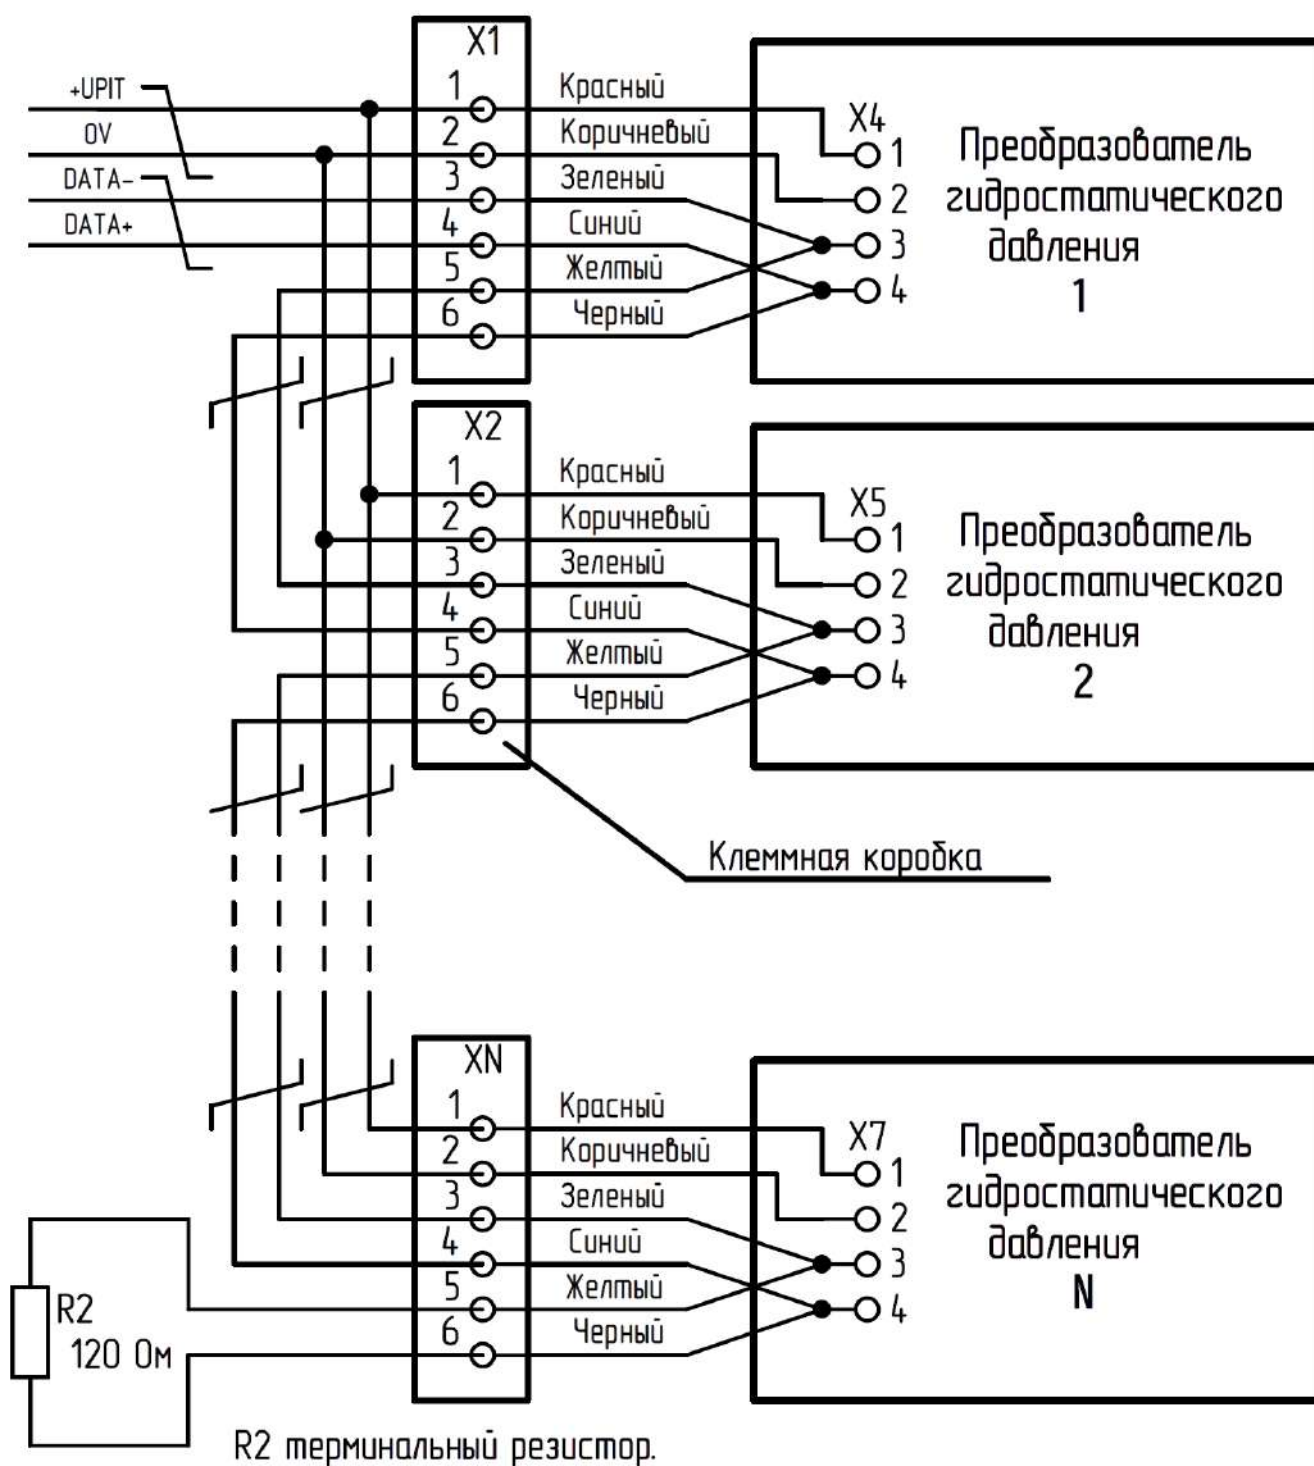 X1
+UPIT
0V
DATA-
DATA+
1
2
3
4
5
6
Красный
Коричневый
Зеленый
Синий
Желтый
Черный
X4
1
2
3
4
Преобразователь
гидростатического
давления
1
X2
1
2
3
4
5
6
Красный
Коричневый
Зеленый
Синий
Желтый
Черный
X5
1
2
3
4
Преобразователь
гидростатического
давления
2
Клеммная коробка
XN
1
2
3
4
5
6
Красный
Коричневый
Зеленый
Синий
Желтый
Черный
X7
1
2
3
4
Преобразователь
гидростатического
давления
N
R2
120 Ом
R2 терминальный резистор.